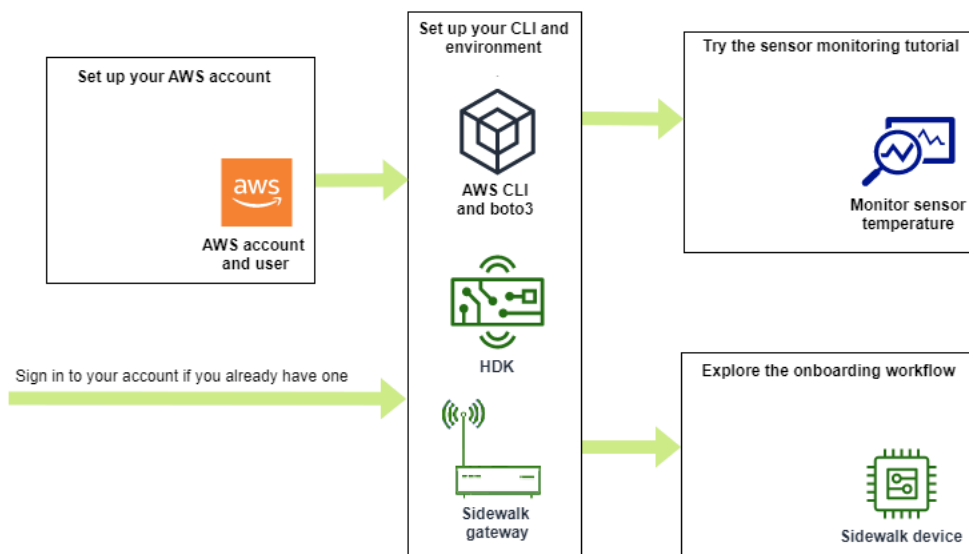 Set up your AWS account
aws
AWS account
and user
Sign in to your account if you already have one
Set up your CLI and
environment
AWS CLI
and boto3
HDK
Sidewalk
gateway
Try the sensor monitoring tutorial
Monitor sensor
temperature
Explore the onboarding workflow
Sidewalk device